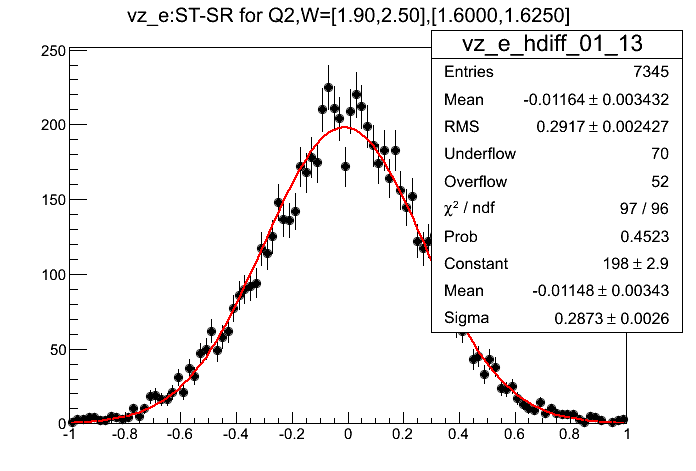 vz_e:ST-SR for Q2,W=[1.90,2.50],[1.6000,1.6250]
vz_e_hdiff_01_13
Entries 7345
Mean -0.01164 ± 0.003432
RMS 0.2917 ± 0.002427
Underflow 70
Overflow 52
χ² / ndf 97 / 96
Prob 0.4523
Constant 198 ± 2.9
Mean -0.01148 ± 0.00343
Sigma 0.2873 ± 0.0026
250
200
150
100
50
0
-1 -0.8 -0.6 -0.4 -0.2 0 0.2 0.4 0.6 0.8 1